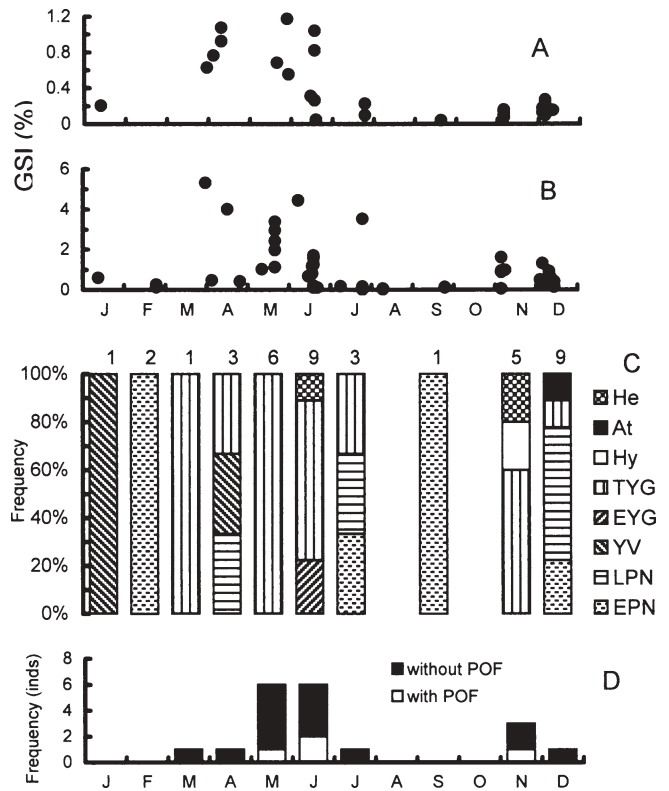 1.2
0.8
0.4
0
A
GSI (%)
6
4
2
0
B
J F M A M J J A S O N D
1 2 1 3 6 9 3 1 5 9
C
100%
80%
60%
40%
20%
0%
Frequency
He
At
Hy
TYG
EYG
YV
LPN
EPN
8
6
4
2
0
Frequency (inds)
without POF
with POF
D
J F M A M J J A S O N D